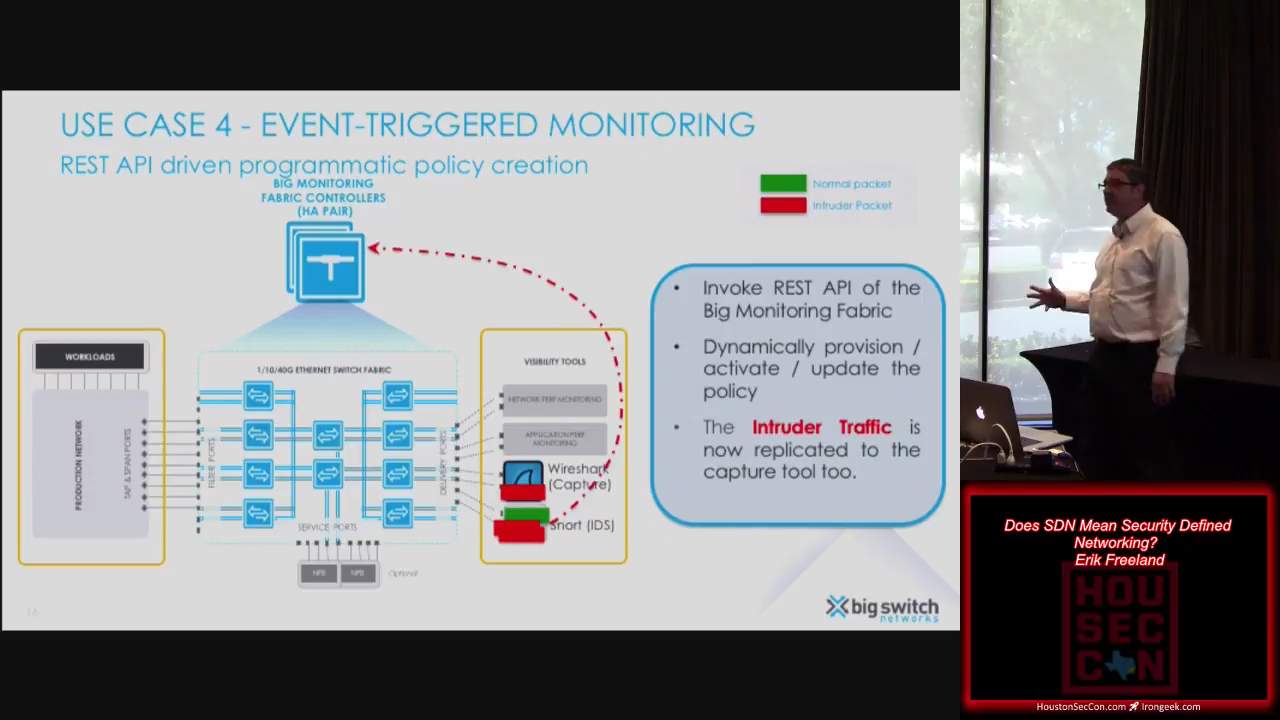 USE CASE 4 - EVENT-TRIGGERED MONITORING
REST API driven programmatic policy creation
BIG MONITORING
FABRIC CONTROLLERS
(HA PAIR)
Normal packet
Intruder Packet
• Invoke REST API of the
Big Monitoring Fabric
• Dynamically provision /
activate / update the
policy
• The Intruder Traffic is
now replicated to the
capture tool too.
WORKLOADS
PRODUCTION NETWORK
TAP & SPAN PORTS
1/10/40G ETHERNET SWITCH FABRIC
FILTER PORTS
DELIVERY PORTS
SERVICE PORTS
NPB
NPB
Optional
VISIBILITY TOOLS
NETWORK PERF MONITORING
APPLICATION PERF
MONITORING
Wireshark
(Capture)
Snort (IDS)
16
big switch
networks
Does SDN Mean Security Defined
Networking?
Erik Freeland
HOU
SEC
CON
HoustonSecCon.com Irongeek.com